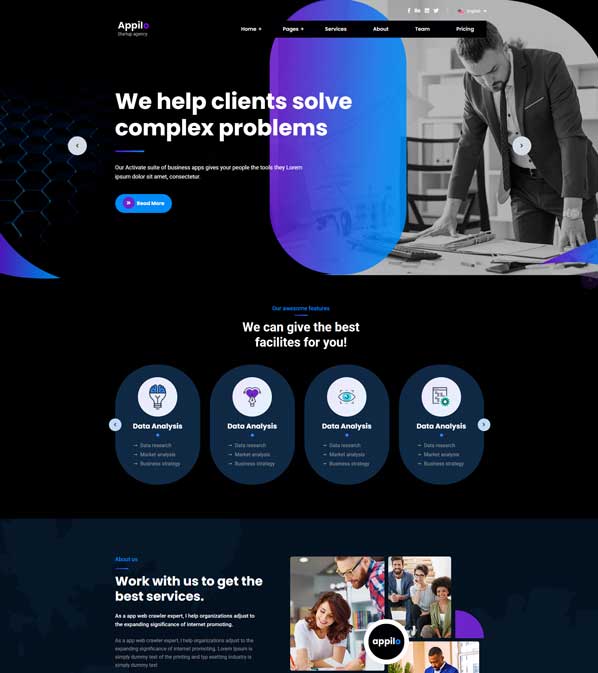 English
Appilo
Startup agency
Home +
Pages +
Services
About
Team
Pricing
We help clients solve
complex problems
Our Activate suite of business apps gives your people the tools they Lorem
ipsum dolor sit amet, consectetur.
Read More
Our awesome features
We can give the best
facilites for you!
Data Analysis
→ Data research
→ Market analysis
→ Business strategy
Data Analysis
→ Data research
→ Market analysis
→ Business strategy
Data Analysis
→ Data research
→ Market analysis
→ Business strategy
Data Analysis
→ Data research
→ Market analysis
→ Business strategy
About us
Work with us to get the
best services.
As a app web crawler expert, I help organizations adjust to
the expanding significance of internet promoting.
As a app web crawler expert, I help organizations adjust to
the expanding significance of internet promoting. Lorem Ipsum is
simply dummy text of the printing and typ esetting industry is
simply dummy text
appilo